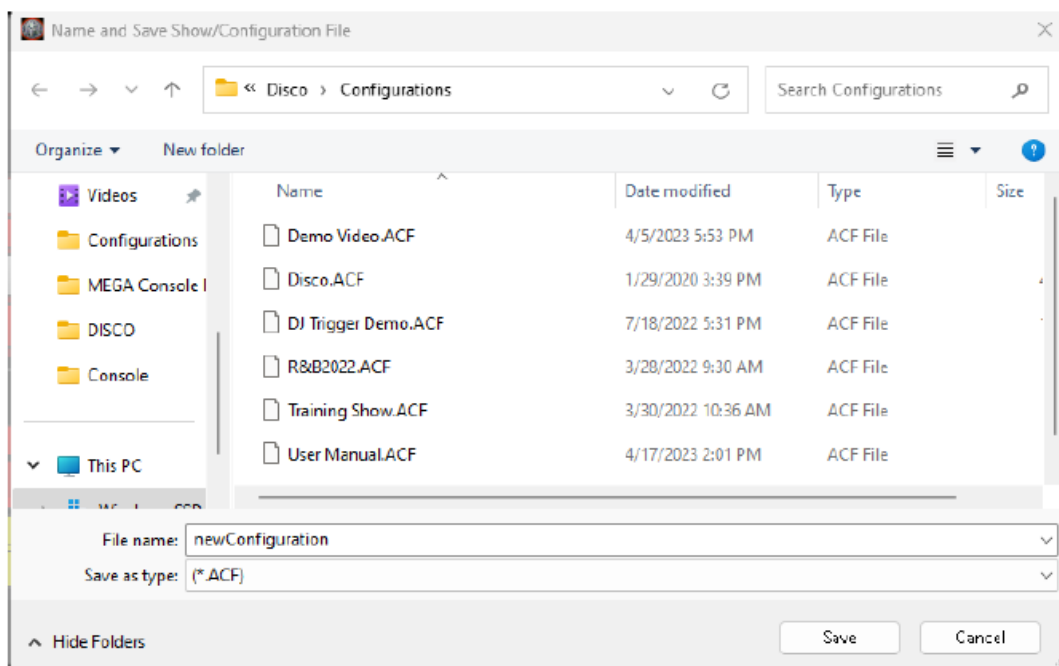 Name and Save Show/Configuration File
« Disco › Configurations
Search Configurations
Organize
New folder
Name Date modified Type Size
Videos
Configurations
MEGA Console
DISCO
Console
This PC
Demo Video.ACF 4/5/2023 5:53 PM ACF File
Disco.ACF 1/29/2020 3:39 PM ACF File
DJ Trigger Demo.ACF 7/18/2022 5:31 PM ACF File
R&B2022.ACF 3/28/2022 9:30 AM ACF File
Training Show.ACF 3/30/2022 10:36 AM ACF File
User Manual.ACF 4/17/2023 2:01 PM ACF File
File name: newConfiguration
Save as type: (*.ACF)
Hide Folders
Save
Cancel